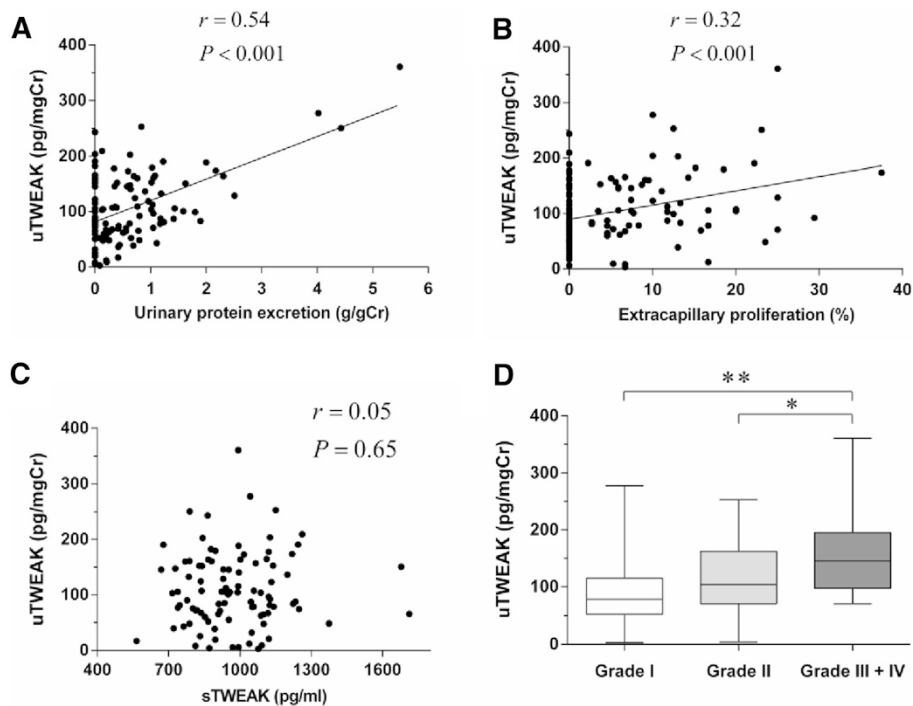 A
r = 0.54
P < 0.001
uTWEAK (pg/mgCr)
400
300
200
100
0
0 1 2 3 4 5 6
Urinary protein excretion (g/gCr)
B
r = 0.32
P < 0.001
uTWEAK (pg/mgCr)
400
300
200
100
0
0 10 20 30 40
Extracapillary proliferation (%)
C
r = 0.05
P = 0.65
uTWEAK (pg/mgCr)
400
300
200
100
0
400 700 1000 1300 1600
sTWEAK (pg/ml)
D
**
*
uTWEAK (pg/mgCr)
400
300
200
100
0
Grade I Grade II Grade III + IV